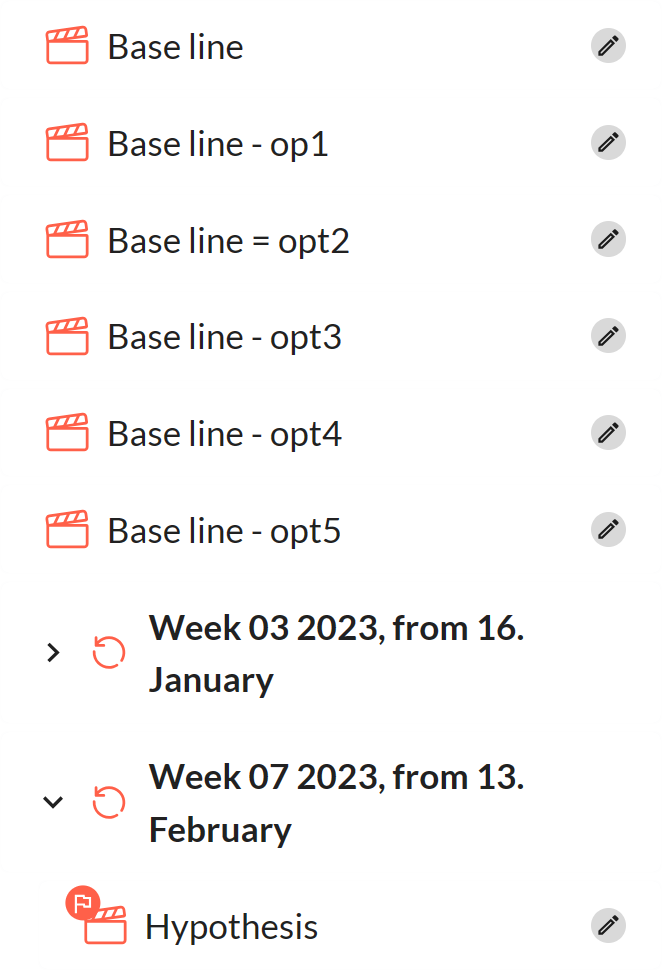 Base line
Base line - op1
Base line = opt2
Base line - opt3
Base line - opt4
Base line - opt5
Week 03 2023, from 16.
January
Week 07 2023, from 13.
February
Hypothesis